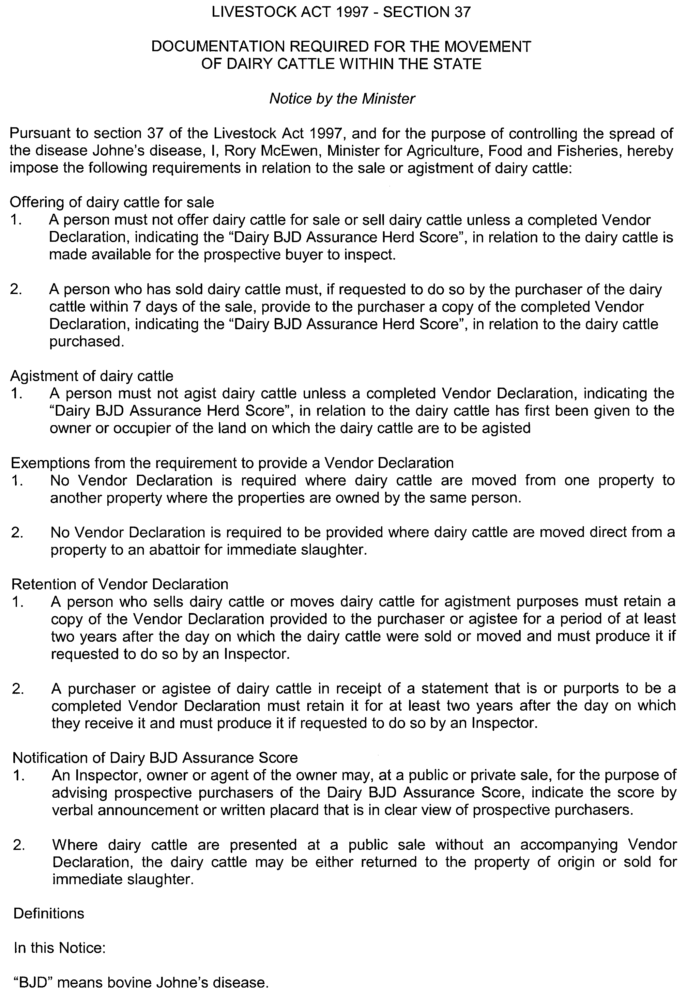 LIVESTOCK ACT 1997 - SECTION 37
DOCUMENTATION REQUIRED FOR THE MOVEMENT
OF DAIRY CATTLE WITHIN THE STATE
Notice by the Minister
Pursuant to section 37 of the Livestock Act 1997, and for the purpose of controlling the spread of
the disease Johne's disease, I, Rory McEwen, Minister for Agriculture, Food and Fisheries, hereby
impose the following requirements in relation to the sale or agistment of dairy cattle:
Offering of dairy cattle for sale
1. A person must not offer dairy cattle for sale or sell dairy cattle unless a completed Vendor
Declaration, indicating the “Dairy BJD Assurance Herd Score”, in relation to the dairy cattle is
made available for the prospective buyer to inspect.
2. A person who has sold dairy cattle must, if requested to do so by the purchaser of the dairy
cattle within 7 days of the sale, provide to the purchaser a copy of the completed Vendor
Declaration, indicating the “Dairy BJD Assurance Herd Score”, in relation to the dairy cattle
purchased.
Agistment of dairy cattle
1. A person must not agist dairy cattle unless a completed Vendor Declaration, indicating the
“Dairy BJD Assurance Herd Score”, in relation to the dairy cattle has first been given to the
owner or occupier of the land on which the dairy cattle are to be agisted
Exemptions from the requirement to provide a Vendor Declaration
1. No Vendor Declaration is required where dairy cattle are moved from one property to
another property where the properties are owned by the same person.
2. No Vendor Declaration is required to be provided where dairy cattle are moved direct from a
property to an abattoir for immediate slaughter.
Retention of Vendor Declaration
1. A person who sells dairy cattle or moves dairy cattle for agistment purposes must retain a
copy of the Vendor Declaration provided to the purchaser or agistee for a period of at least
two years after the day on which the dairy cattle were sold or moved and must produce it if
requested to do so by an Inspector.
2. A purchaser or agistee of dairy cattle in receipt of a statement that is or purports to be a
completed Vendor Declaration must retain it for at least two years after the day on which
they receive it and must produce it if requested to do so by an Inspector.
Notification of Dairy BJD Assurance Score
1. An Inspector, owner or agent of the owner may, at a public or private sale, for the purpose of
advising prospective purchasers of the Dairy BJD Assurance Score, indicate the score by
verbal announcement or written placard that is in clear view of prospective purchasers.
2. Where dairy cattle are presented at a public sale without an accompanying Vendor
Declaration, the dairy cattle may be either returned to the property of origin or sold for
immediate slaughter.
Definitions
In this Notice:
“BJD” means bovine Johne's disease.